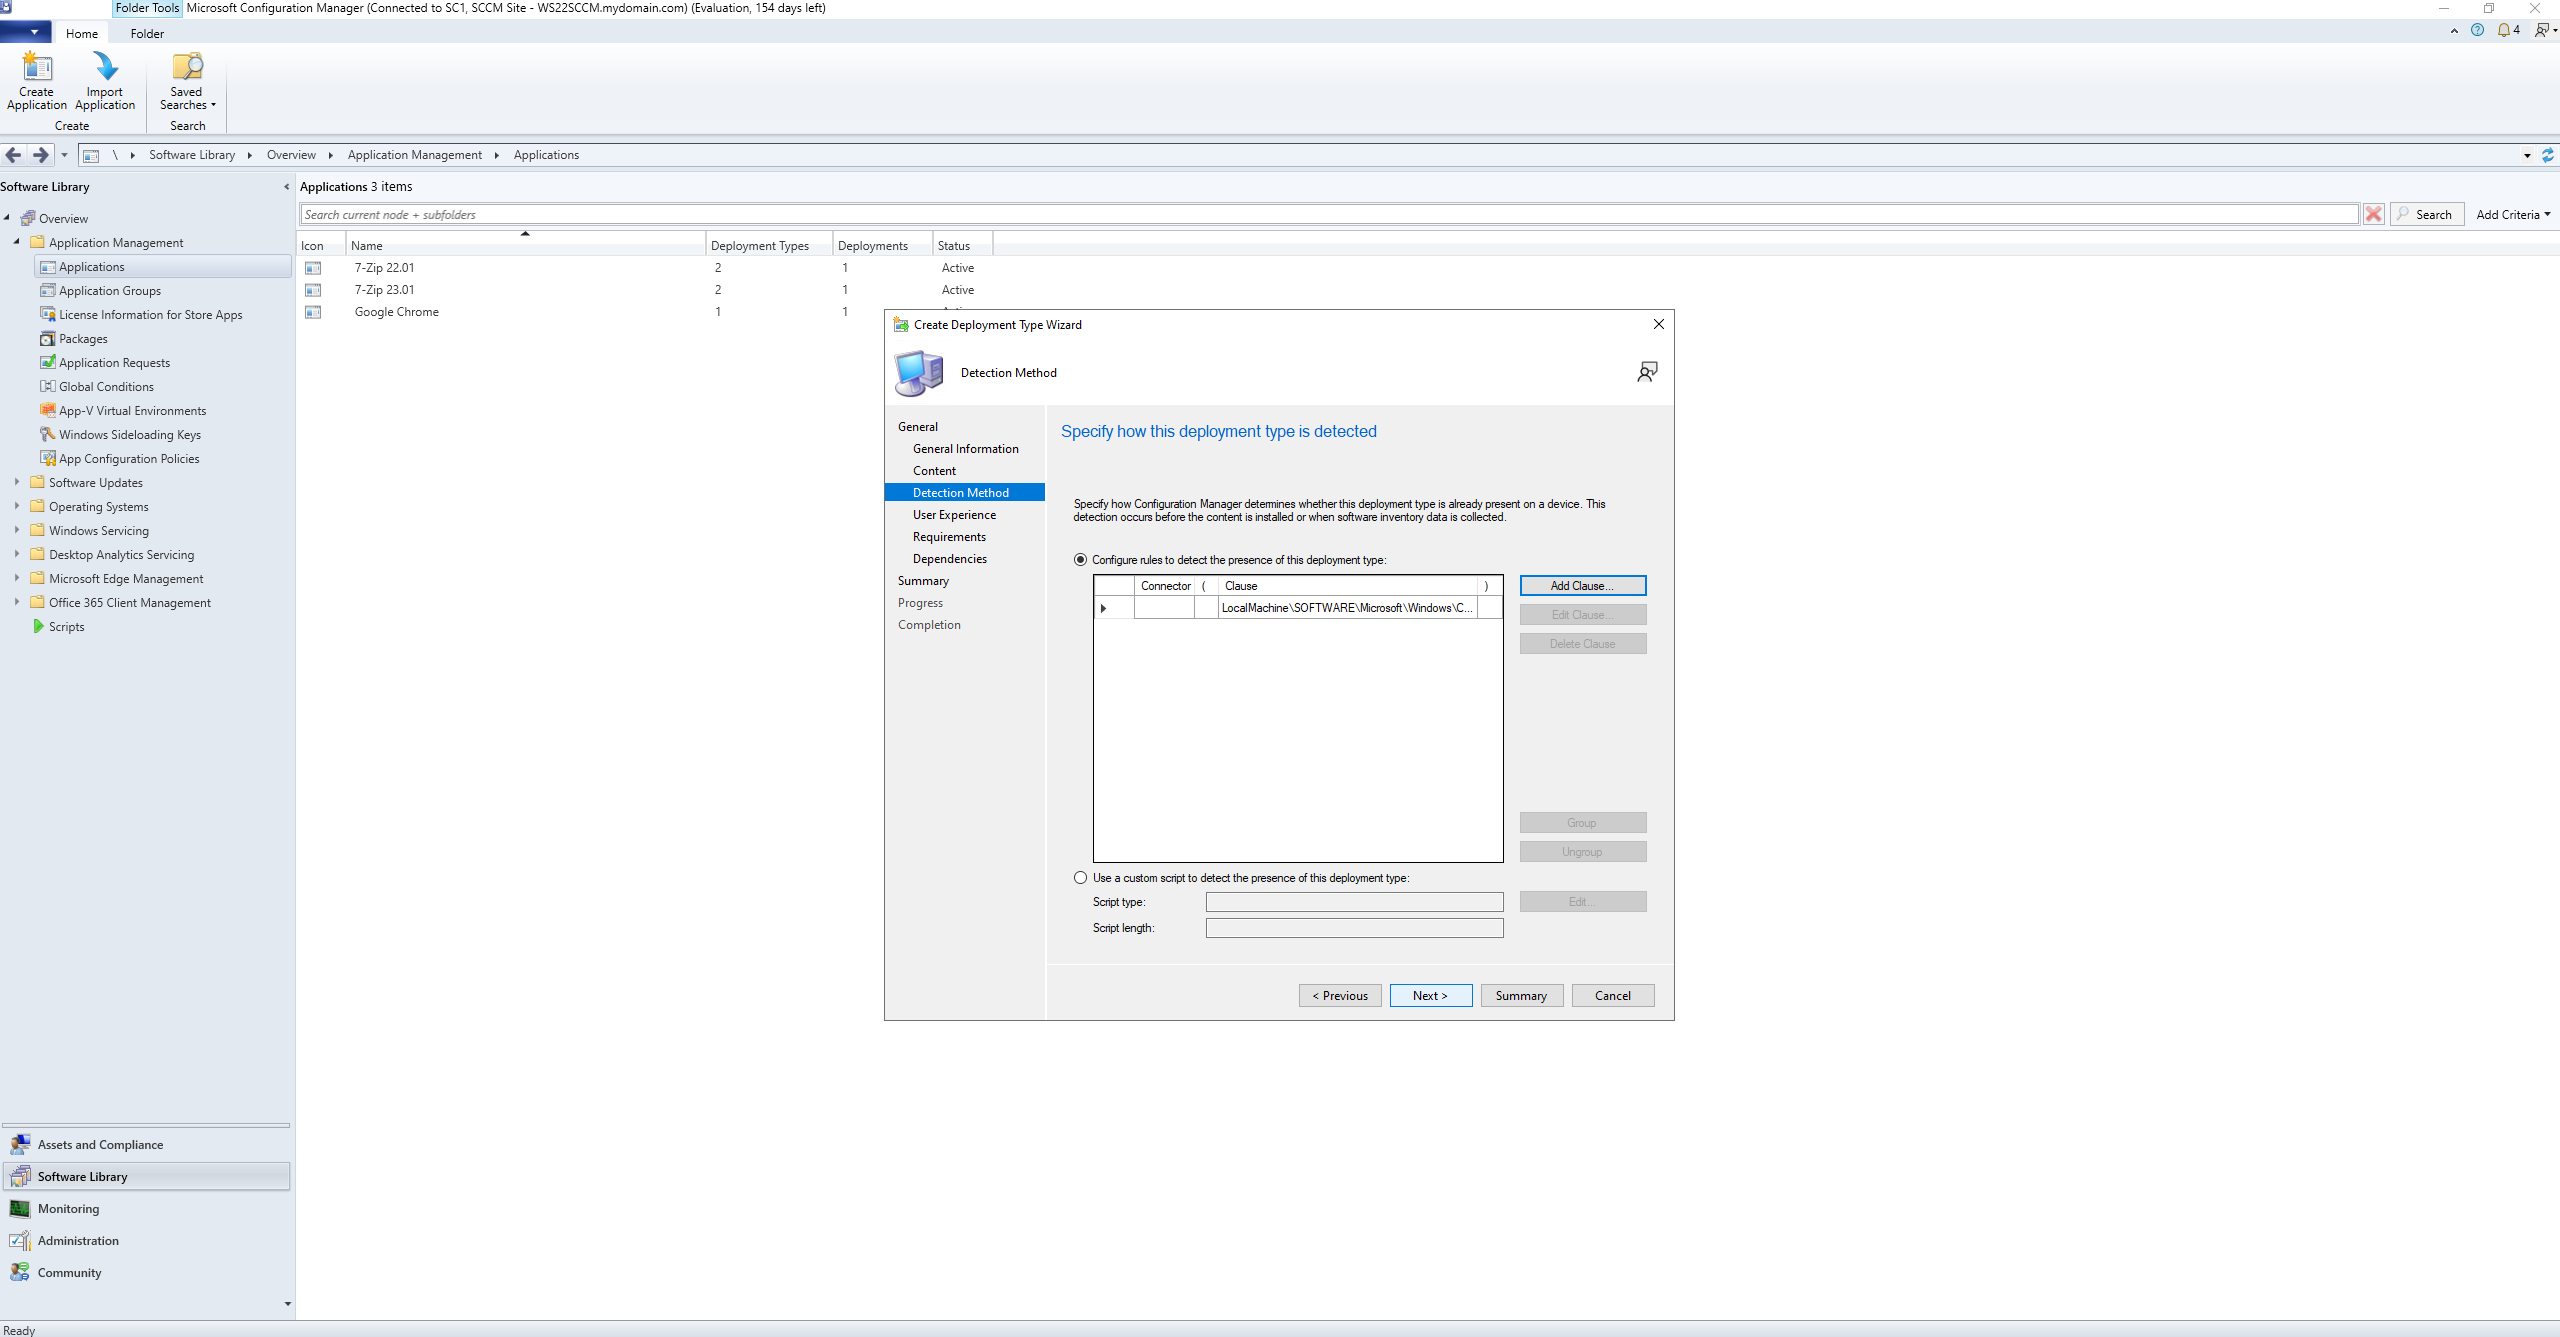 Folder Tools Microsoft Configuration Manager (Connected to SC1, SCCM Site - WS22SCCM.mydomain.com) (Evaluation, 154 days left)
Home Folder
4
Create Application
Import Application
Saved Searches
Create
Search
\ Software Library Overview Application Management Applications
Software Library
Overview
Application Management
Applications
Application Groups
License Information for Store Apps
Packages
Application Requests
Global Conditions
App-V Virtual Environments
Windows Sideloading Keys
App Configuration Policies
Software Updates
Operating Systems
Windows Servicing
Desktop Analytics Servicing
Microsoft Edge Management
Office 365 Client Management
Scripts
Assets and Compliance
Software Library
Monitoring
Administration
Community
Ready
Applications 3 items
Search current node + subfolders
Search
Add Criteria
Icon Name Deployment Types Deployments Status
7-Zip 22.01 2 1 Active
7-Zip 23.01 2 1 Active
Google Chrome 1 1
Create Deployment Type Wizard
Detection Method
General
General Information
Content
Detection Method
User Experience
Requirements
Dependencies
Summary
Progress
Completion
Specify how this deployment type is detected
Specify how Configuration Manager determines whether this deployment type is already present on a device. This
detection occurs before the content is installed or when software inventory data is collected.
Configure rules to detect the presence of this deployment type:
Connector ( Clause )
LocalMachine\SOFTWARE\Microsoft\Windows\C...
Add Clause...
Edit Clause...
Delete Clause
Group
Ungroup
Use a custom script to detect the presence of this deployment type:
Script type:
Edit...
Script length:
< Previous
Next >
Summary
Cancel